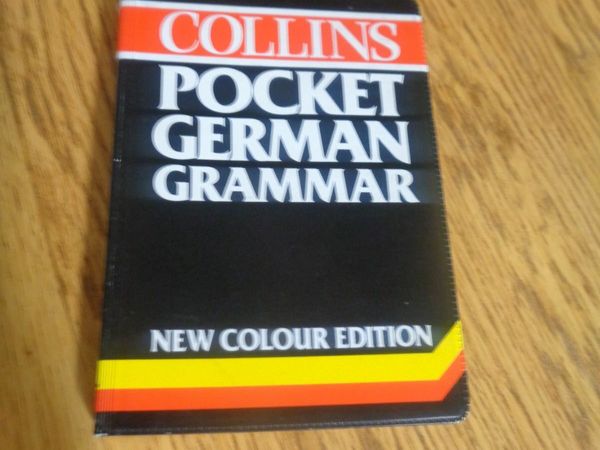 COLLINS
POCKET
GERMAN
GRAMMAR
NEW COLOUR EDITION